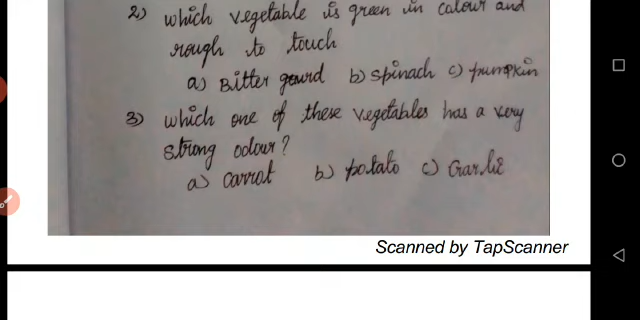 2) which vegetable is green in colour and
rough to touch
a) Bitter gourd b) spinach c) pumpkin
3) which one of these vegetables has a very
strong odour?
a) carrot b) potato c) Garlic
Scanned by TapScanner